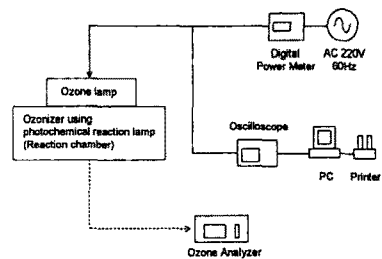 Digital
Power Meter
AC 220V
60Hz
Ozone lamp
Ozonizer using
photochemical reaction lamp
(Reaction chamber)
Oscilloscope
PC
Printer
Ozone Analyzer